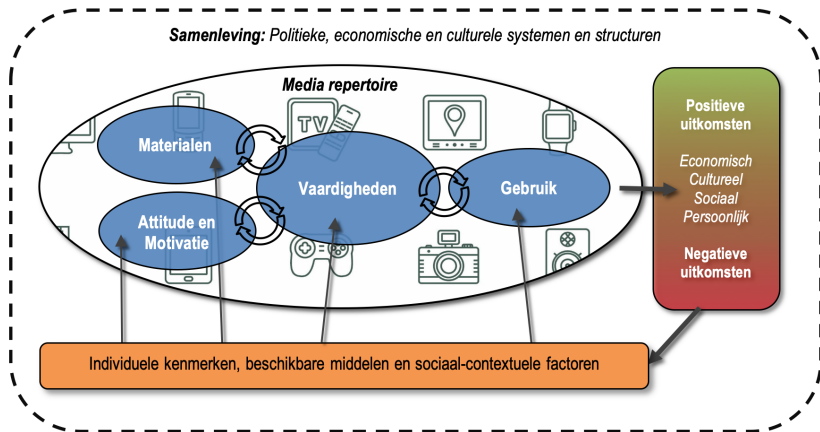 Samenleving: Politieke, economische en culturele systemen en structuren
Media repertoire
TV
Materialen
Attitude en
Motivatie
Vaardigheden
Gebruik
Positieve
uitkomsten
Economisch
Cultureel
Sociaal
Persoonlijk
Negatieve
uitkomsten
Individuele kenmerken, beschikbare middelen en sociaal-contextuele factoren